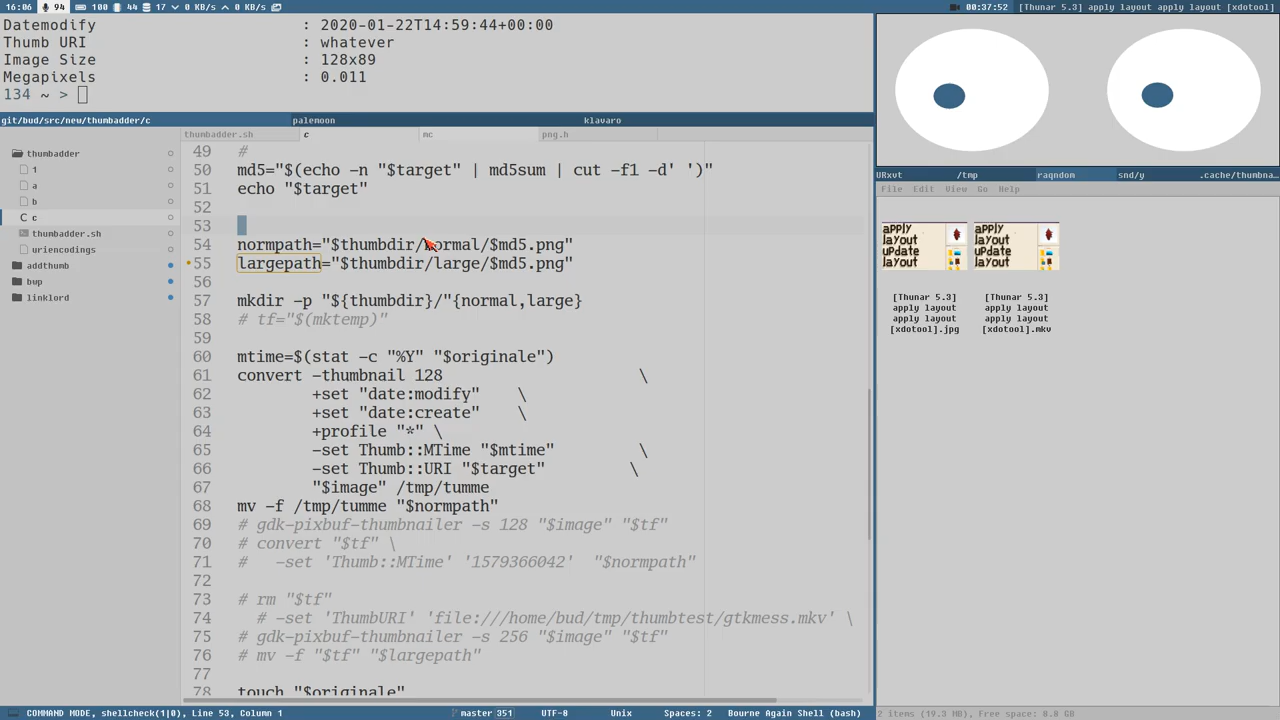 16:06 94 100 44 17 0 KB/s 0 KB/s 00:37:52 [Thunar 5.3] apply layout apply layout [xdotool]
Datemodify : 2020-01-22T14:59:44+00:00
Thumb URI : whatever
Image Size : 128x89
Megapixels : 0.011
134 ~ >
git/bud/src/new/thumbadder/c palemoon klavaro
thumbadder.sh c mc png.h
thumbadder
1
a
b
C c
thumbadder.sh
uriencodings
addthumb
bup
linklord
49 #
50 md5="$(echo -n "$target" | md5sum | cut -f1 -d' ')"
51 echo "$target"
52
53
54 normpath="$thumbdir/normal/$md5.png"
55 largepath="$thumbdir/large/$md5.png"
56
57 mkdir -p "${thumbdir}/"{normal,large}
58 # tf="$(mktemp)"
59
60 mtime=$(stat -c "%Y" "$originale")
61 convert -thumbnail 128 \
62 +set "date:modify" \
63 +set "date:create" \
64 +profile "*" \
65 -set Thumb::MTime "$mtime" \
66 -set Thumb::URI "$target" \
67 "$image" /tmp/tumme
68 mv -f /tmp/tumme "$normpath"
69 # gdk-pixbuf-thumbnailer -s 128 "$image" "$tf"
70 # convert "$tf" \
71 # -set 'Thumb::MTime' '1579366042' "$normpath"
72
73 # rm "$tf"
74 # -set 'ThumbURI' 'file:///home/bud/tmp/thumbtest/gtkmess.mkv' \
75 # gdk-pixbuf-thumbnailer -s 256 "$image" "$tf"
76 # mv -f "$tf" "$largepath"
77
78 touch "$originale"
COMMAND MODE, shellcheck(1|0), Line 53, Column 1 master 351 UTF-8 Unix Spaces: 2 Bourne Again Shell (bash)
URxvt /tmp raqndom snd/y .cache/thumbna...
File Edit View Go Help
apply layout update layout
apply layout update layout
[Thunar 5.3] apply layout apply layout [xdotool].jpg
[Thunar 5.3] apply layout apply layout [xdotool].mkv
2 items (19.3 MB), Free space: 8.0 GB